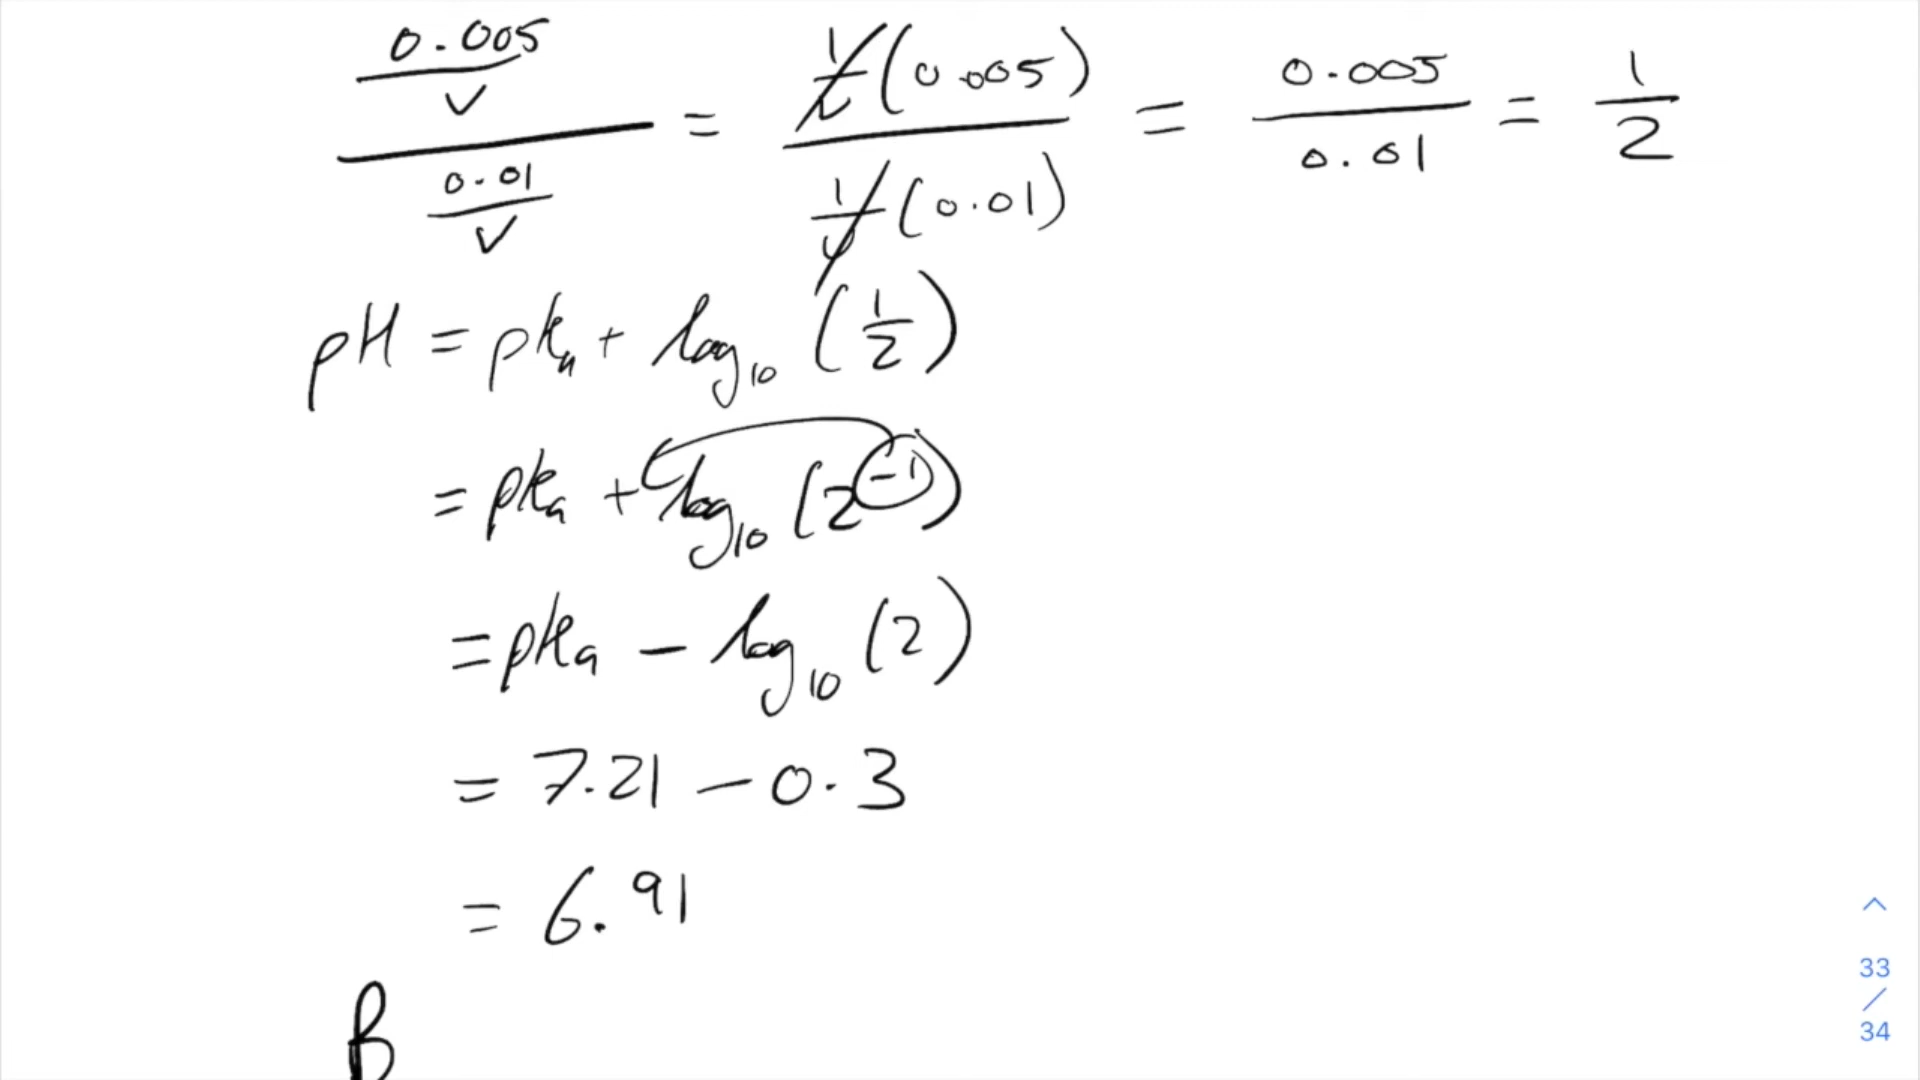 0.005/V / 0.01/V = 1/V(0.005) / 1/V(0.01) = 0.005/0.01 = 1/2
pH = pKa + log10 (1/2)
= pKa + log10 (2^-1)
= pKa - log10 (2)
= 7.21 - 0.3
= 6.91
B
33
/
34